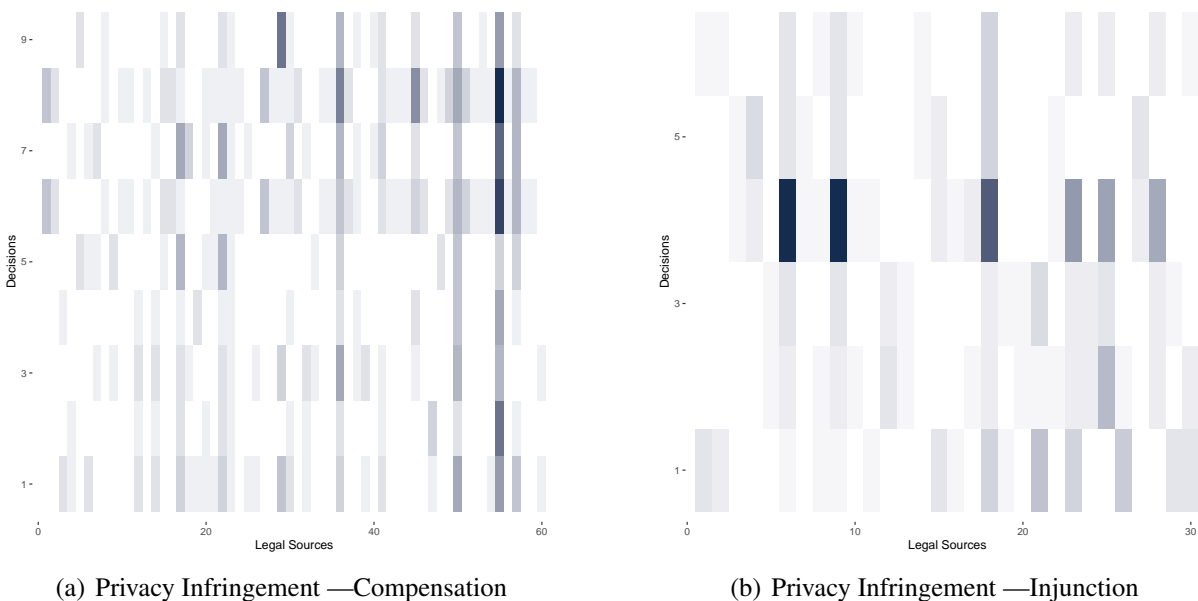 9
7
5
3
1
Decisions
0
20
40
60
Legal Sources
(a) Privacy Infringement —Compensation
5
3
1
Decisions
0
10
20
30
Legal Sources
(b) Privacy Infringement —Injunction